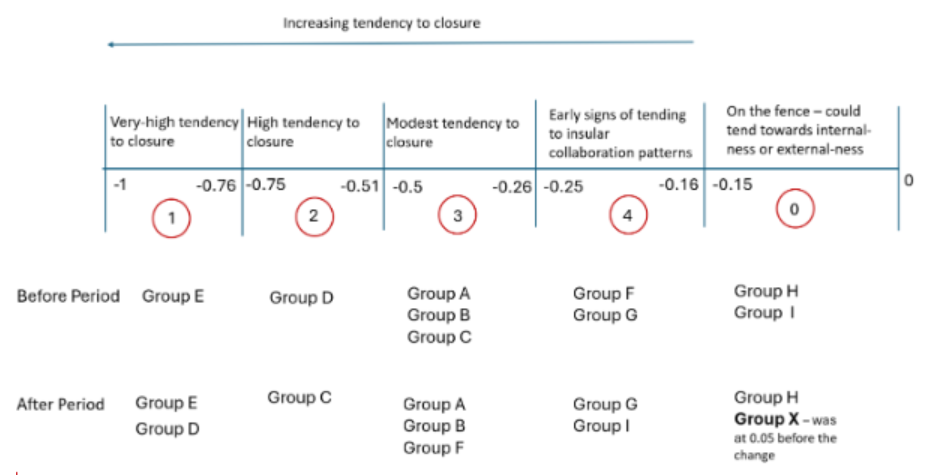 Increasing tendency to closure
Very-high tendency
to closure
High tendency to
closure
Modest tendency to
closure
Early signs of tending
to insular
collaboration patterns
On the fence – could
tend towards internal-
ness or external-ness
-1 -0.76 -0.75 -0.51 -0.5 -0.26 -0.25 -0.16 -0.15 0
1 2 3 4 0
Before Period
Group E
Group D
Group A
Group B
Group C
Group F
Group G
Group H
Group I
After Period
Group E
Group D
Group C
Group A
Group B
Group F
Group G
Group I
Group H
Group X – was
at 0.05 before the
change